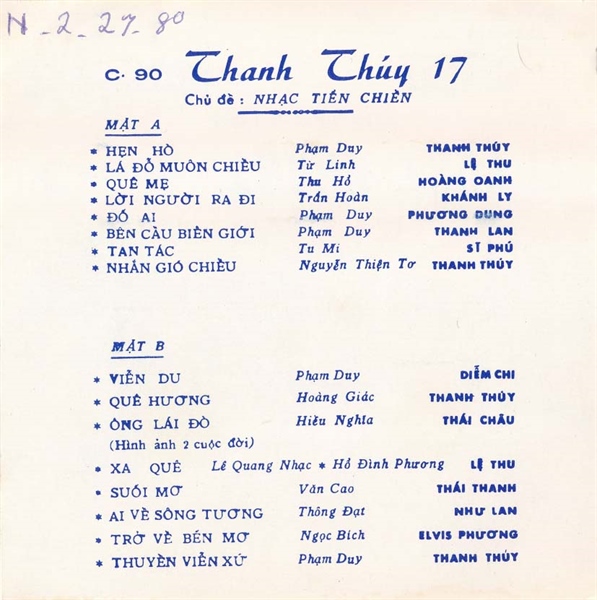 N-2-27-80
C· 90 Thanh Thúy 17
Chủ đề : NHẠC TIỀN CHIẾN
MẶT A
* HẸN HÒ Phạm Duy THANH THÚY
* LÁ ĐỔ MUÔN CHIỀU Từ Linh LỆ THU
* QUÊ MẸ Thu Hồ HOÀNG OANH
* LỜI NGƯỜI RA ĐI Trần Hoàn KHÁNH LY
* ĐỐ AI Phạm Duy PHƯƠNG DUNG
* BÊN CẦU BIÊN GIỚI Phạm Duy THANH LAN
* TAN TÁC Tu Mi SĨ PHÚ
* NHẮN GIÓ CHIỀU Nguyễn Thiện Tơ THANH THÚY
MẶT B
* VIỄN DU Phạm Duy DIỄM CHI
* QUÊ HƯƠNG Hoàng Giác THANH THÚY
* ÔNG LÁI ĐÒ Hiếu Nghĩa THÁI CHÂU
(Hình ảnh 2 cuộc đời)
* XA QUÊ Lê Quang Nhạc * Hồ Đình Phương LỆ THU
* SUỐI MƠ Văn Cao THÁI THANH
* AI VỀ SÔNG TƯƠNG Thông Đạt NHƯ LAN
* TRỞ VỀ BẾN MƠ Ngọc Bích ELVIS PHƯƠNG
* THUYỀN VIỄN XỨ Phạm Duy THANH THÚY